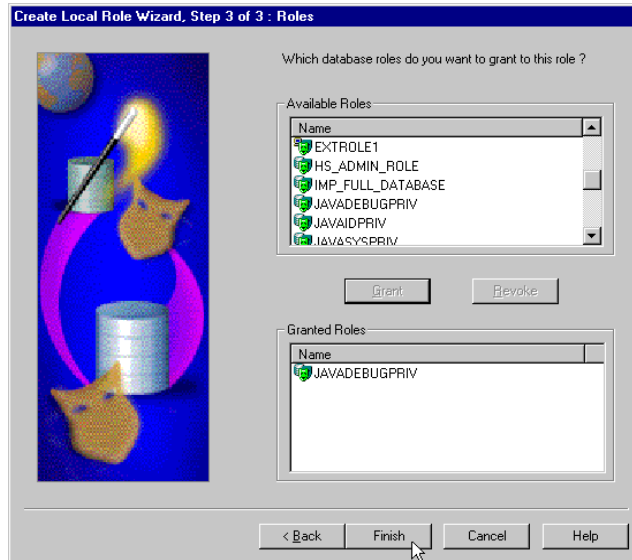 Create Local Role Wizard, Step 3 of 3 : Roles
Which database roles do you want to grant to this role ?
Available Roles
Name
EXTROLE1
HS_ADMIN_ROLE
IMP_FULL_DATABASE
JAVADEBUGPRIV
JAVAIDPRIV
JAVASYSPRIV
Grant Revoke
Granted Roles
Name
JAVADEBUGPRIV
< Back Finish Cancel Help